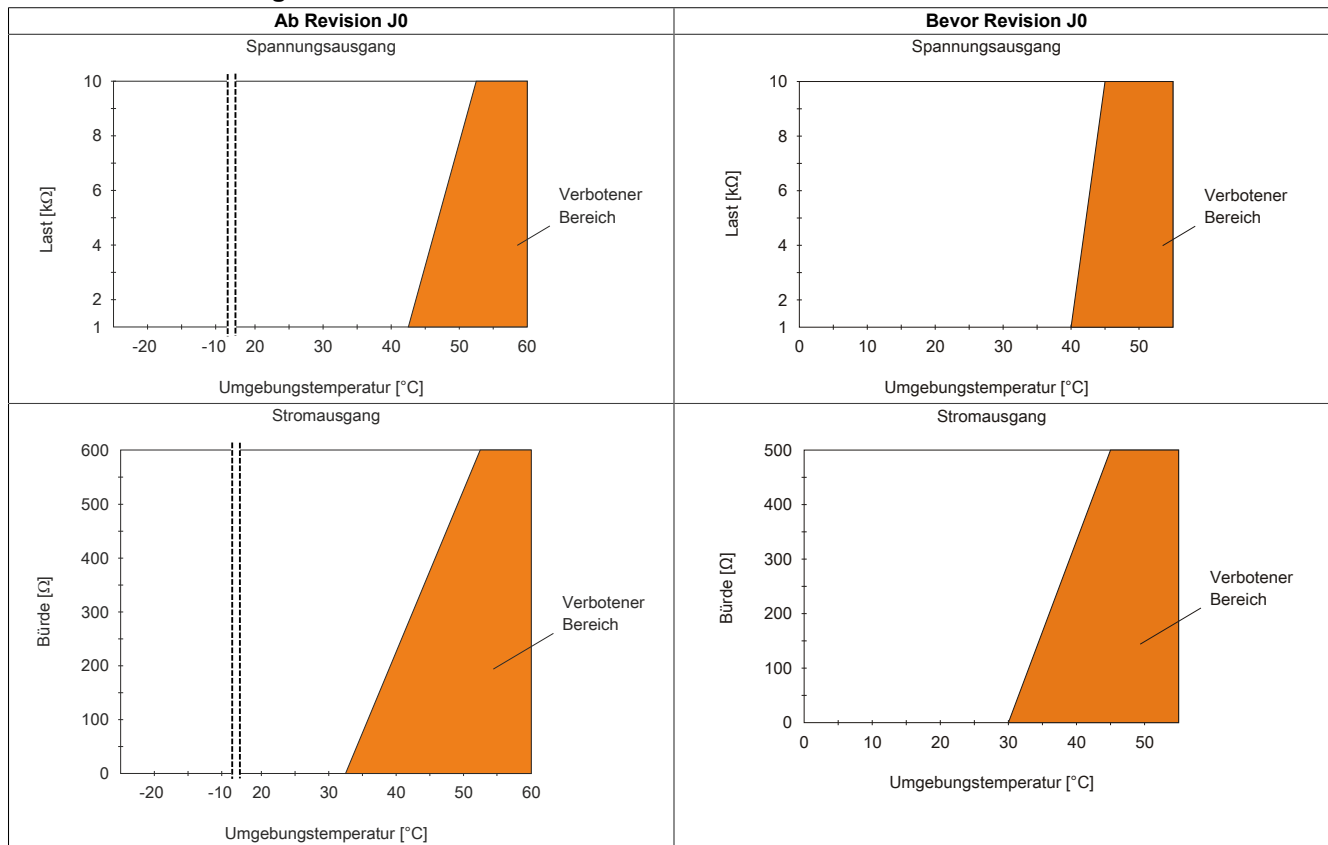 Ab Revision J0
Bevor Revision J0
Spannungsausgang
10
8
6
4
2
1
Last [kΩ]
Verbotener
Bereich
-20 -10 20 30 40 50 60
Umgebungstemperatur [°C]
Spannungsausgang
10
8
6
4
2
1
Last [kΩ]
Verbotener
Bereich
0 10 20 30 40 50
Umgebungstemperatur [°C]
Stromausgang
600
500
400
300
200
100
0
Bürde [Ω]
Verbotener
Bereich
-20 -10 20 30 40 50 60
Umgebungstemperatur [°C]
Stromausgang
500
400
300
200
100
0
Bürde [Ω]
Verbotener
Bereich
0 10 20 30 40 50
Umgebungstemperatur [°C]